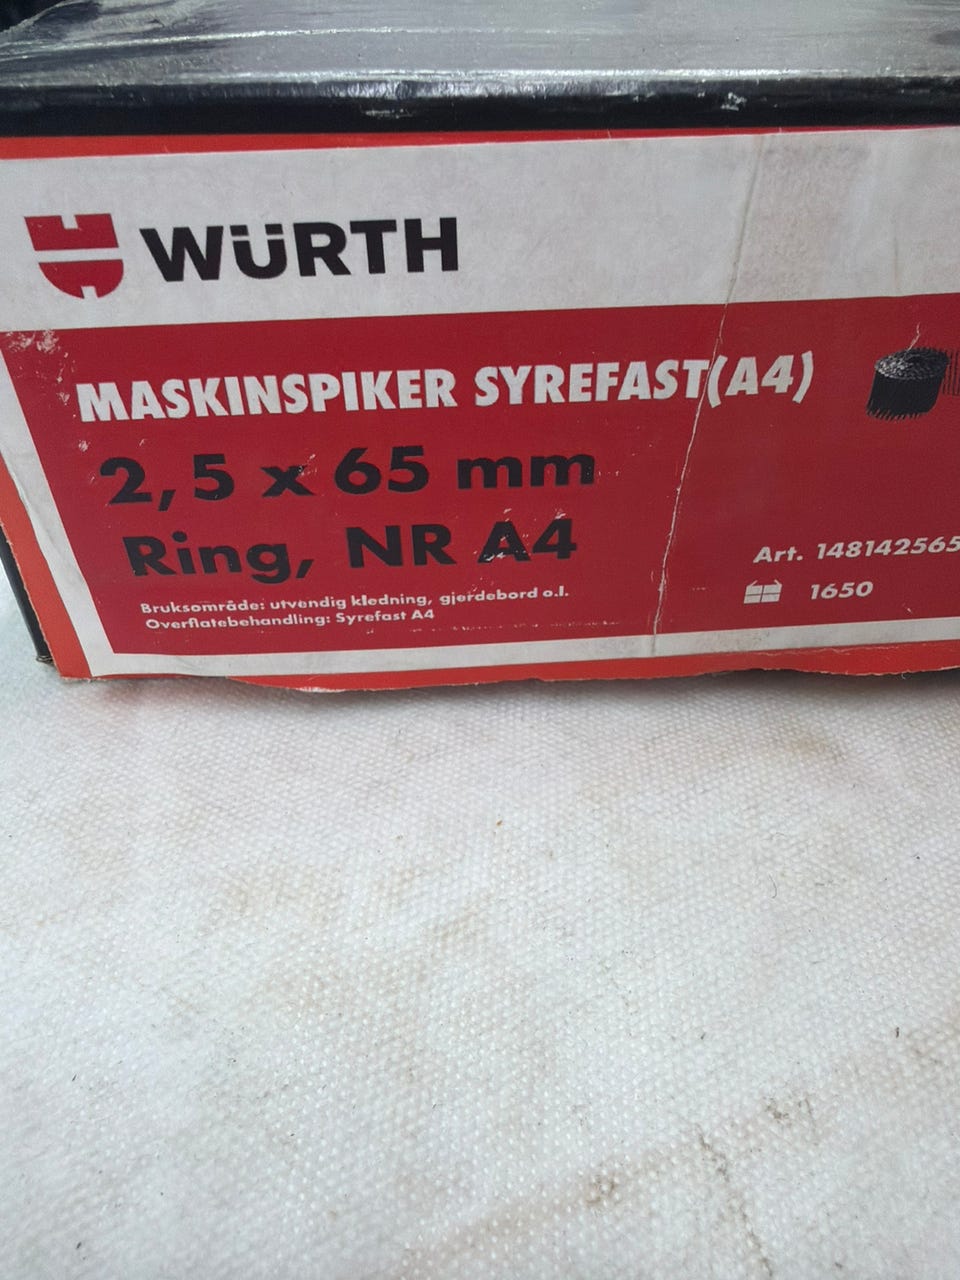 WÜRTH
MASKINSPIKER SYREFAST(A4)
2,5 x 65 mm
Ring, NR A4
Bruksområde: utvendig kledning, gjerdebord o.l.
Overflatebehandling: Syrefast A4
Art. 148142565
1650